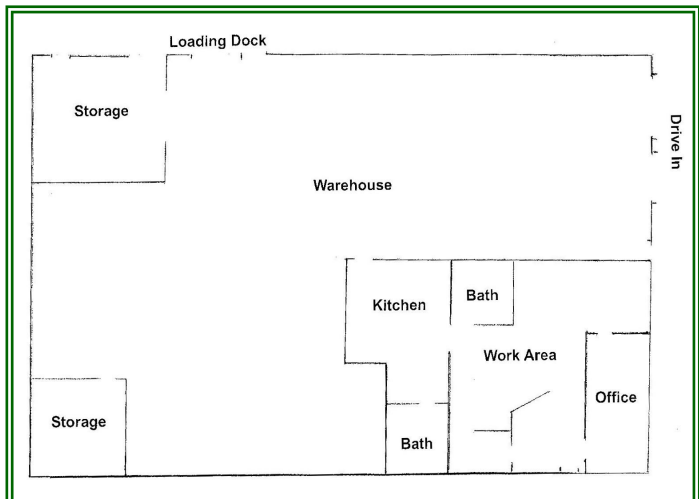 Loading Dock
Storage
Drive In
Warehouse
Kitchen
Bath
Work Area
Office
Storage
Bath